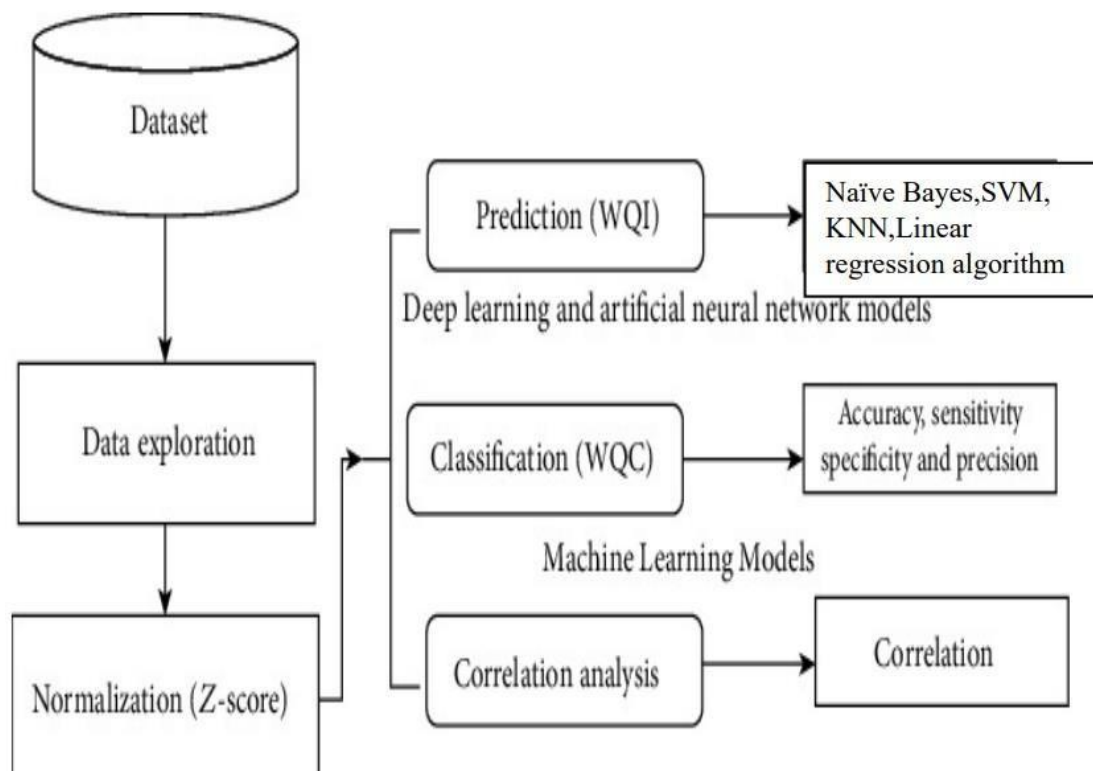 Dataset
Data exploration
Normalization (Z-score)
Prediction (WQI)
Naïve Bayes,SVM,
KNN,Linear
regression algorithm
Deep learning and artificial neural network models
Classification (WQC)
Accuracy, sensitivity
specificity and precision
Machine Learning Models
Correlation analysis
Correlation